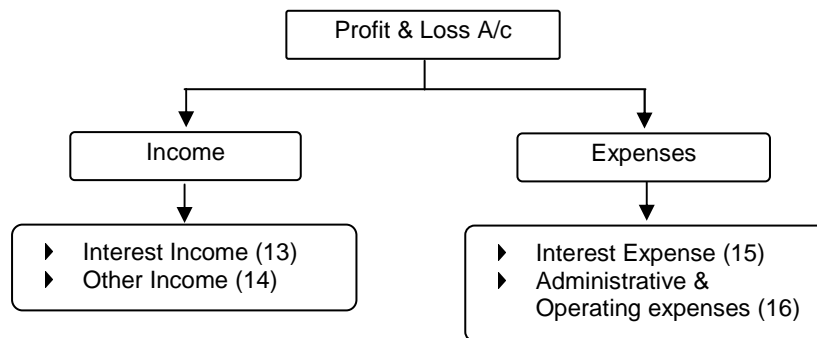 Profit & Loss A/c
Income
Expenses
Interest Income (13)
Other Income (14)
Interest Expense (15)
Administrative &
Operating expenses (16)